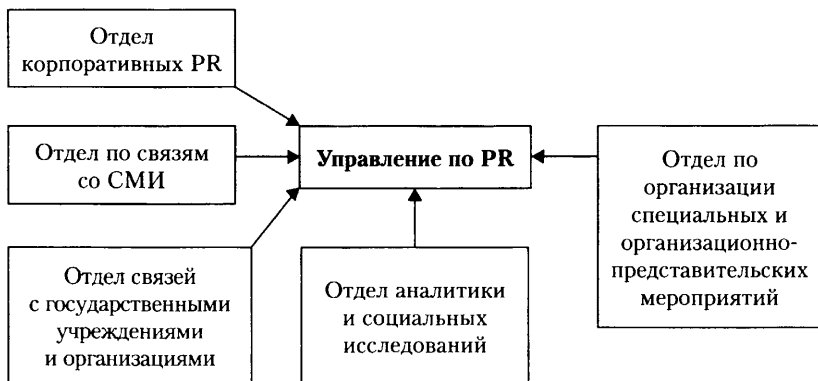 Отдел
корпоративных PR
Отдел по связям
со СМИ
Управление по PR
Отдел по
организации
специальных и
организационно-
представительских
мероприятий
Отдел связей
с государственными
учреждениями
и организациями
Отдел аналитики
и социальных
исследований